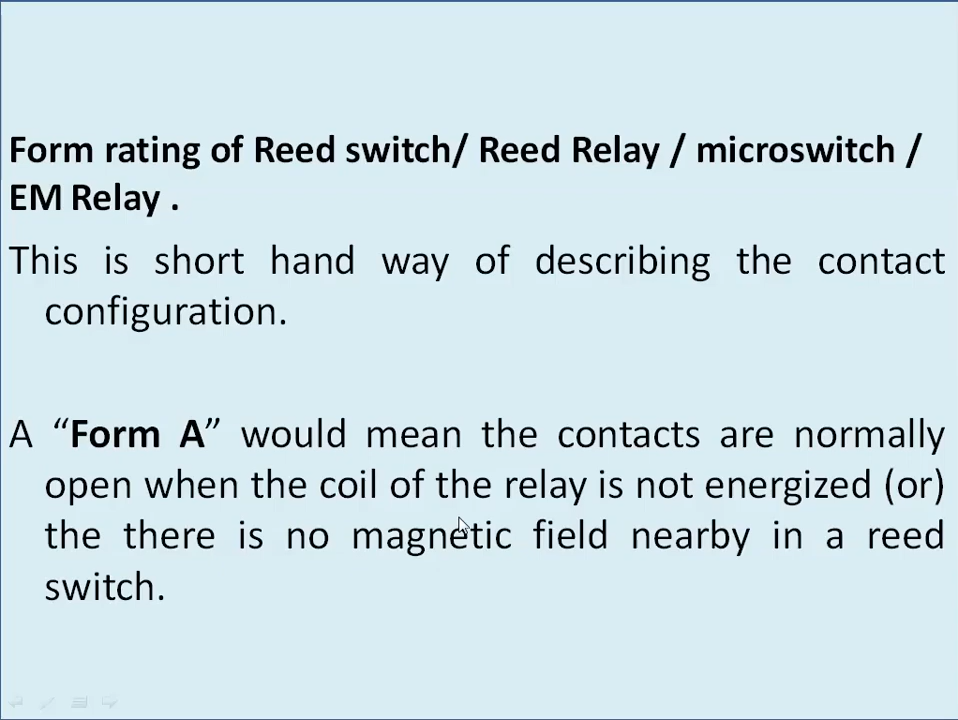 Form rating of Reed switch/ Reed Relay / microswitch /
EM Relay .
This is short hand way of describing the contact
configuration.
A “Form A” would mean the contacts are normally
open when the coil of the relay is not energized (or)
the there is no magnetic field nearby in a reed
switch.